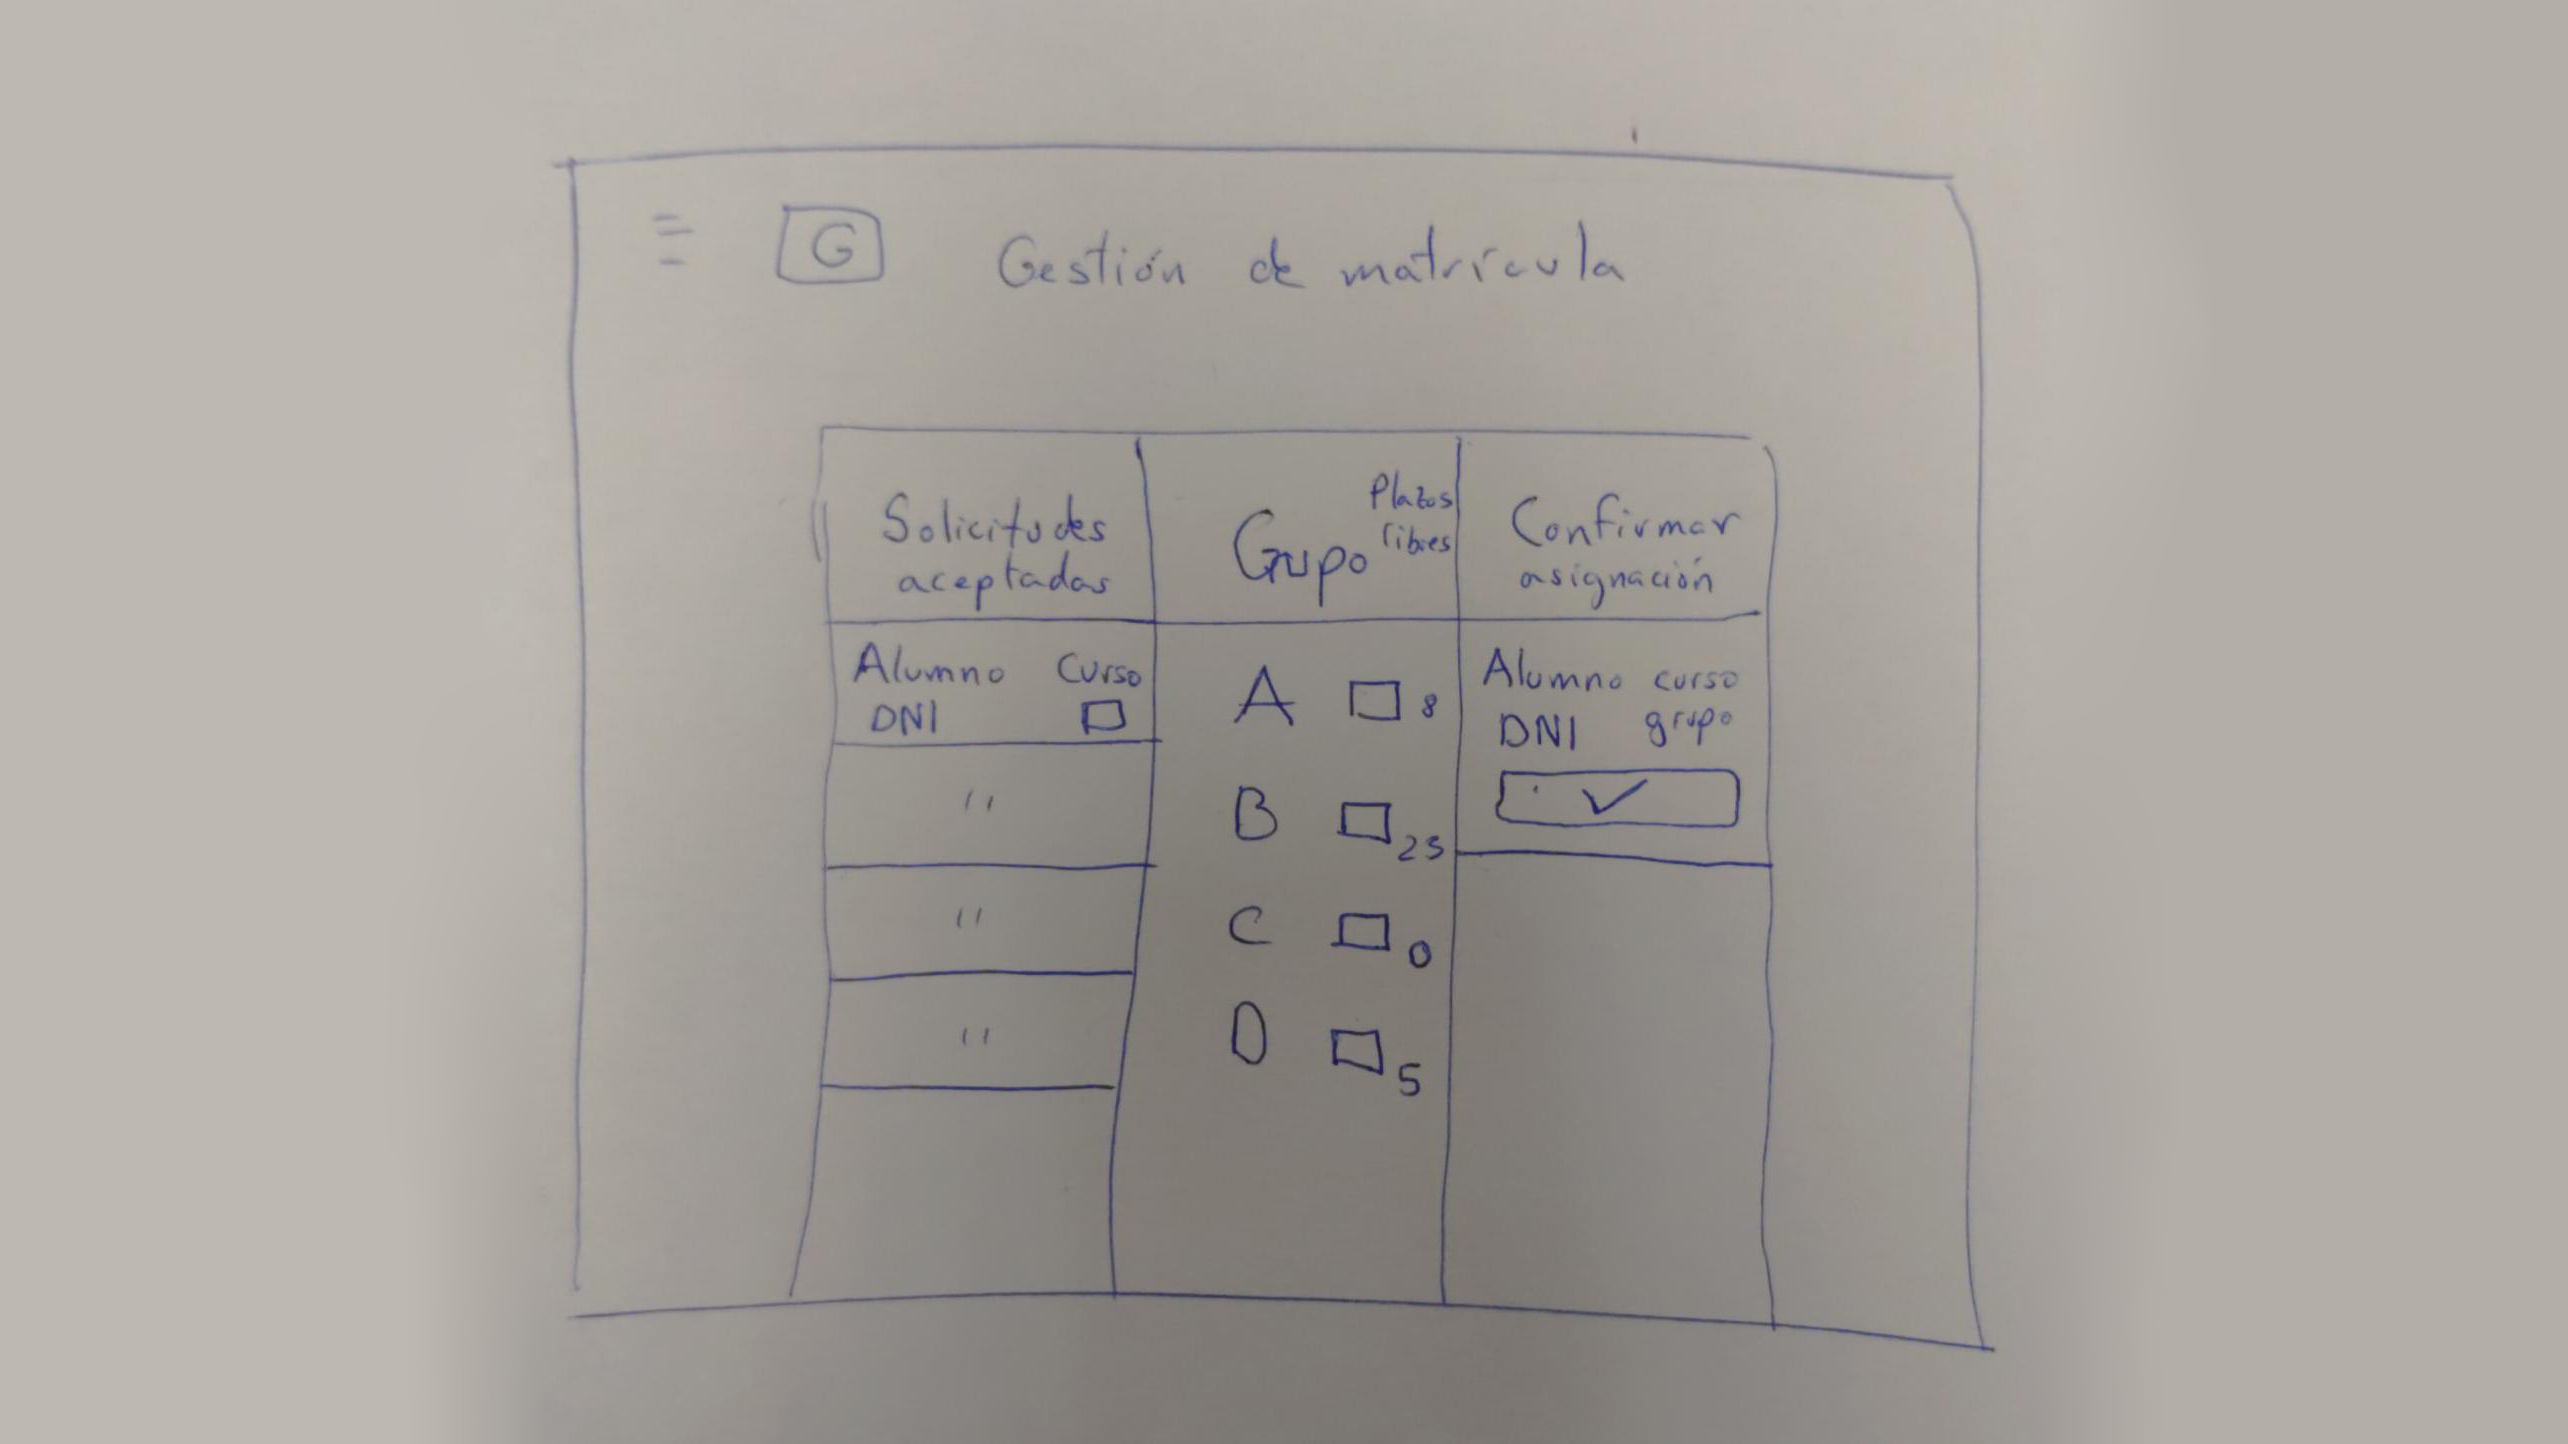 G Gestión de matrícula
Solicitudes
aceptadas
Grupo
Plazas
libres
Confirmar
asignación
Alumno Curso
DNI
"
"
"
A 8
B 25
C 0
D 5
Alumno curso
DNI grupo
✓